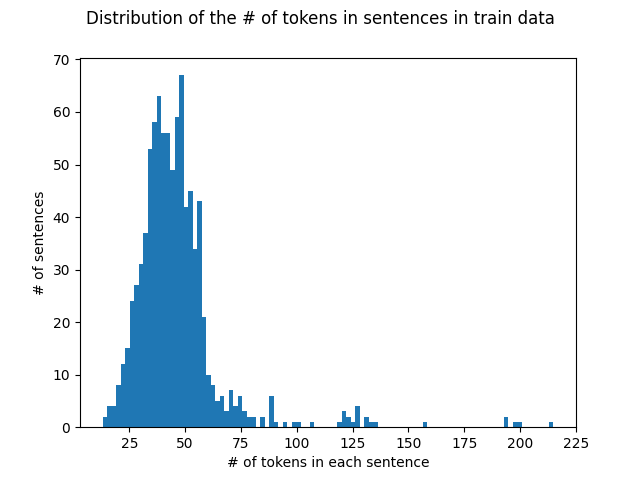 Distribution of the # of tokens in sentences in train data
70
60
50
40
30
20
10
0
# of sentences
25 50 75 100 125 150 175 200 225
# of tokens in each sentence